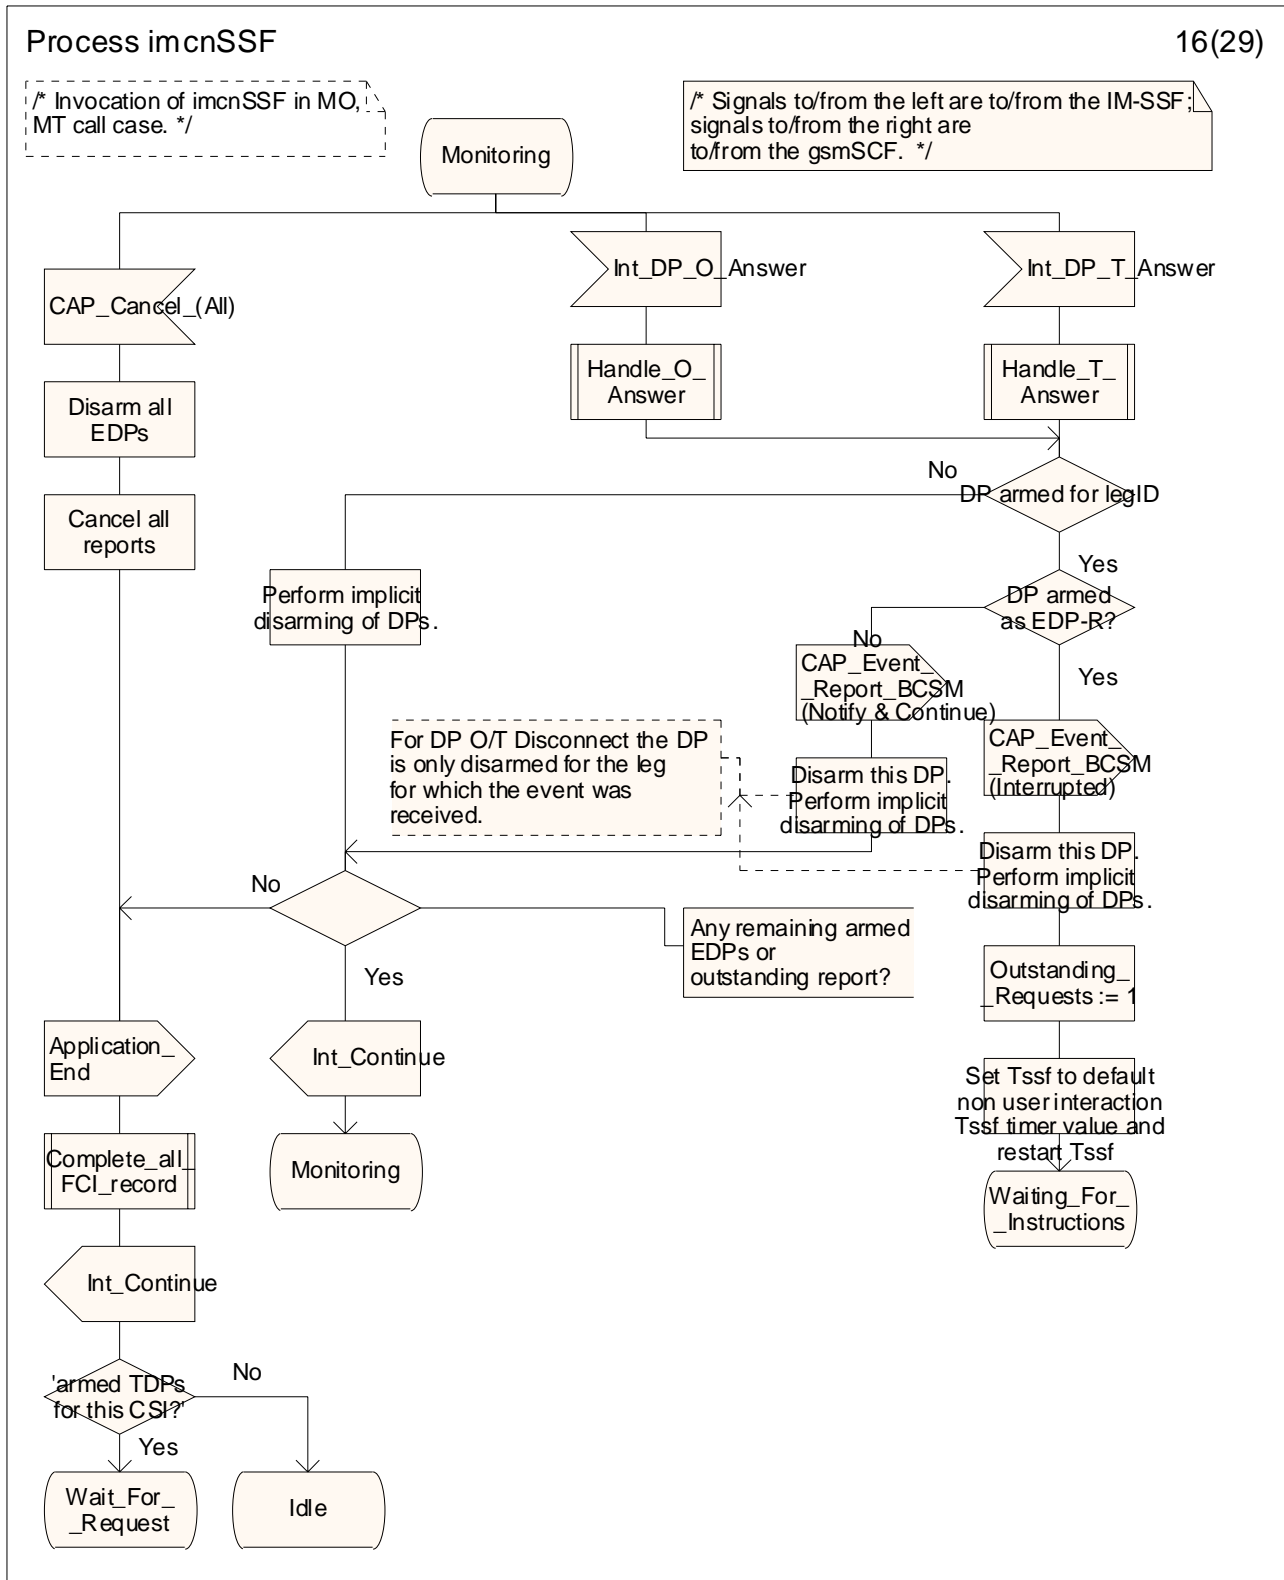 Process imcnSSF
16(29)
/* Invocation of imcnSSF in MO,
MT call case. */
/* Signals to/from the left are to/from the IM-SSF;
signals to/from the right are
to/from the gsmSCF. */
Monitoring
CAP_Cancel_(All)
Int_DP_O_Answer
Int_DP_T_Answer
Disarm all
EDPs
Handle_O_
Answer
Handle_T_
Answer
Cancel all
reports
No
DP armed for legID
Yes
Perform implicit
disarming of DPs.
DP armed
as EDP-R?
No
Yes
CAP_Event_
_Report_BCSM
(Notify & Continue)
CAP_Event_
_Report_BCSM
(Interrupted)
For DP O/T Disconnect the DP
is only disarmed for the leg
for which the event was
received.
Disarm this DP.
Perform implicit
disarming of DPs.
Disarm this DP.
Perform implicit
disarming of DPs.
No
Yes
Any remaining armed
EDPs or
outstanding report?
Outstanding_
_Requests := 1
Application_
End
Int_Continue
Set Tssf to default
non user interaction
Tssf timer value and
restart Tssf
Complete_all_
FCI_record
Monitoring
Waiting_For_
_Instructions
Int_Continue
'armed TDPs
for this CSI?'
No
Yes
Wait_For_
_Request
Idle